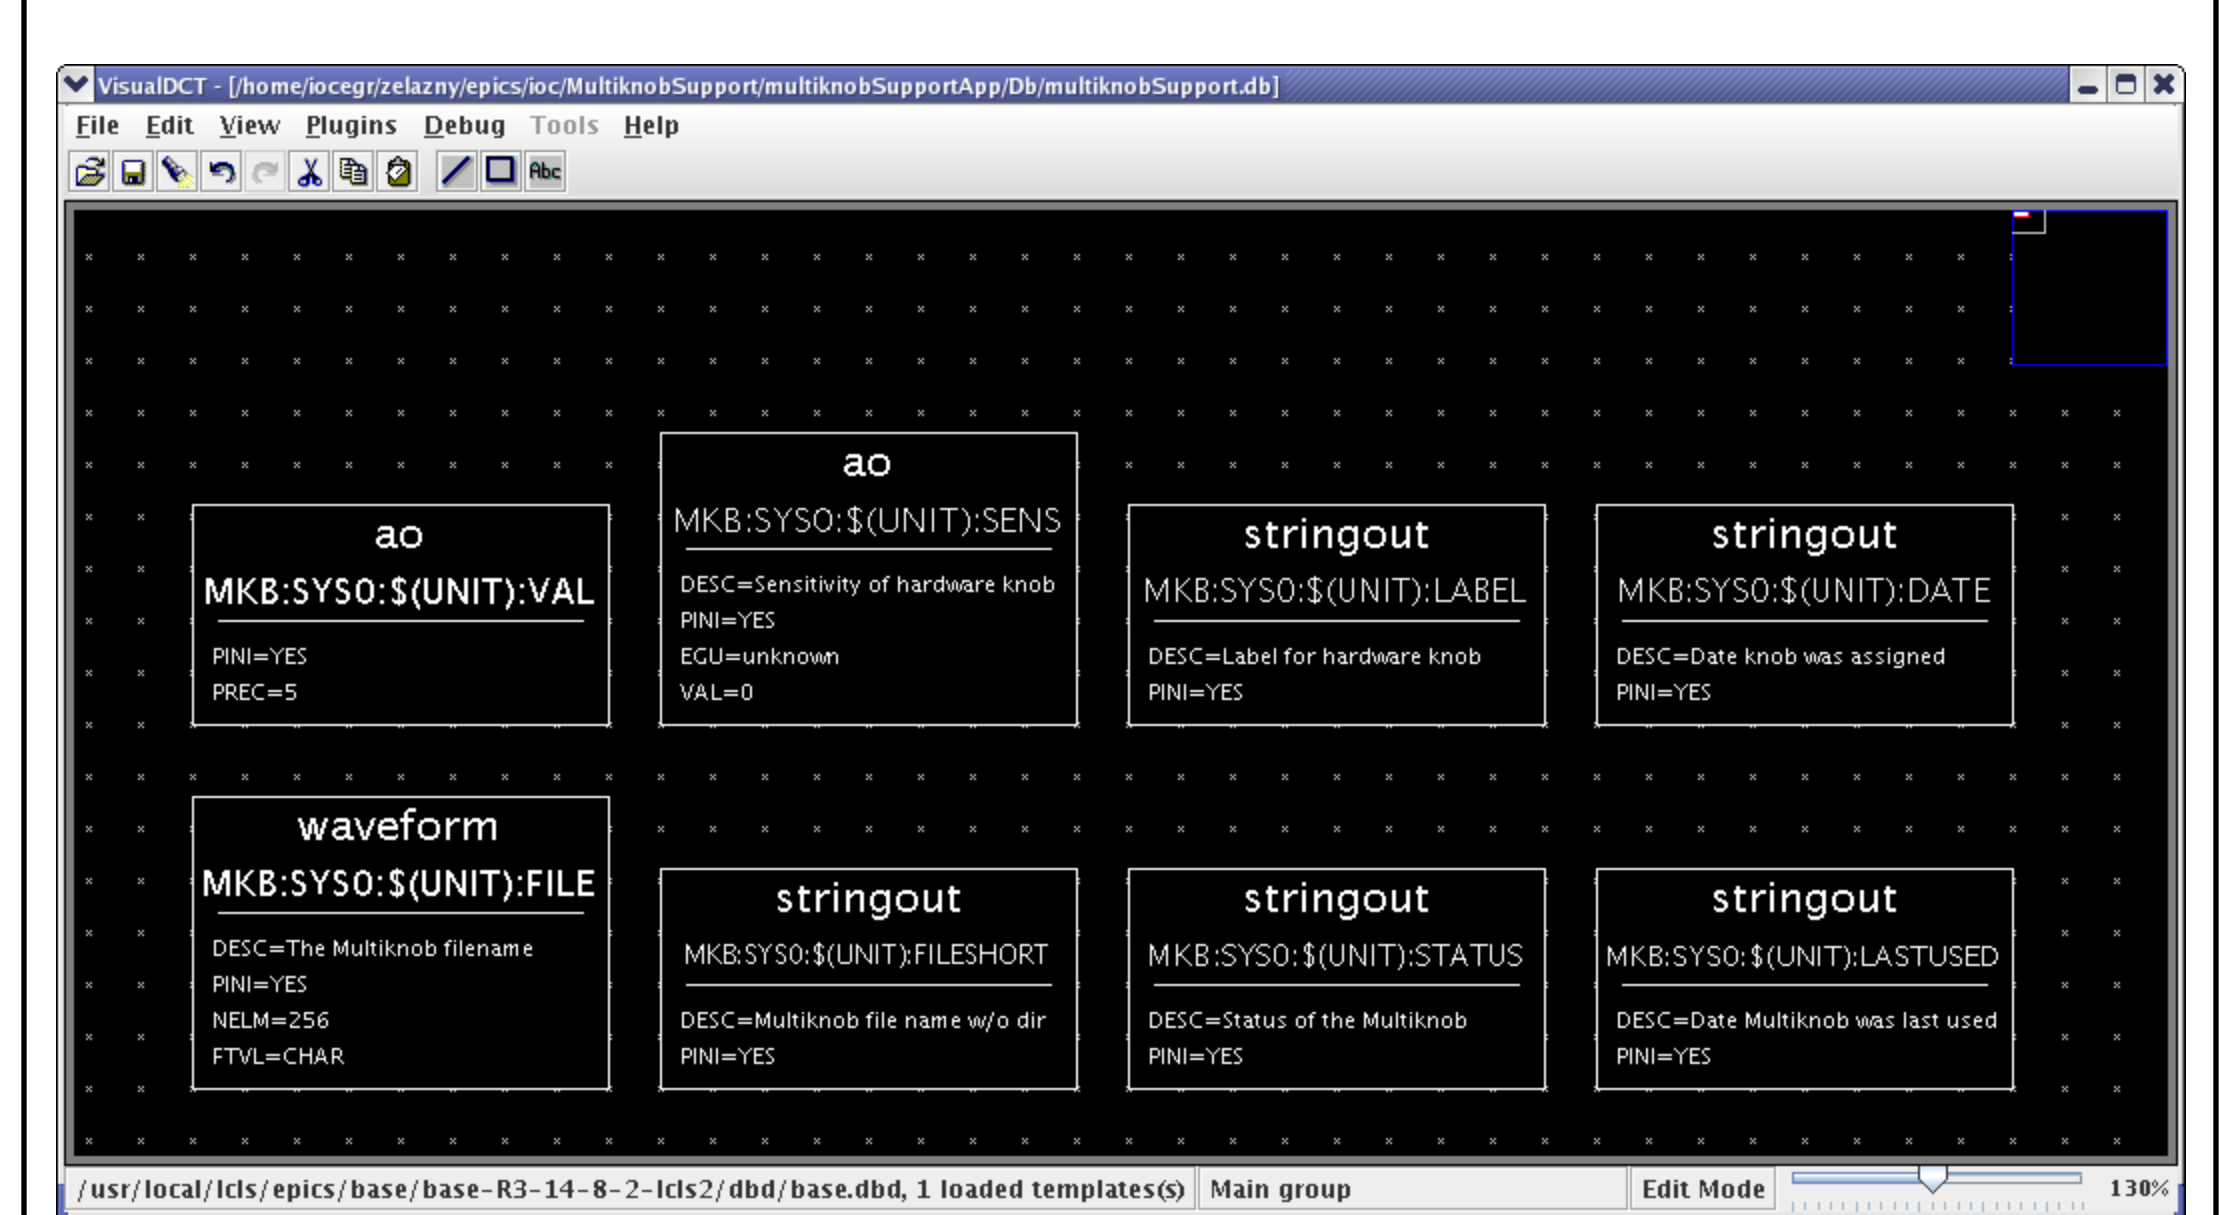 VisualDCT - [/home/iocegr/zelazny/epics/ioc/MultiknobSupport/multiknobSupportApp/Db/multiknobSupport.db]
File Edit View Plugins Debug Tools Help
Abc
ao
MKB:SYS0:$(UNIT):VAL
PINI=YES
PREC=5
ao
MKB:SYS0:$(UNIT):SENS
DESC=Sensitivity of hardware knob
PINI=YES
EGU=unknown
VAL=0
stringout
MKB:SYS0:$(UNIT):LABEL
DESC=Label for hardware knob
PINI=YES
stringout
MKB:SYS0:$(UNIT):DATE
DESC=Date knob was assigned
PINI=YES
waveform
MKB:SYS0:$(UNIT):FILE
DESC=The Multiknob filename
PINI=YES
NELM=256
FTVL=CHAR
stringout
MKB:SYS0:$(UNIT):FILESHORT
DESC=Multiknob file name w/o dir
PINI=YES
stringout
MKB:SYS0:$(UNIT):STATUS
DESC=Status of the Multiknob
PINI=YES
stringout
MKB:SYS0:$(UNIT):LASTUSED
DESC=Date Multiknob was last used
PINI=YES
/usr/local/lcls/epics/base/base-R3-14-8-2-lcls2/dbd/base.dbd, 1 loaded templates(s) Main group Edit Mode 130%